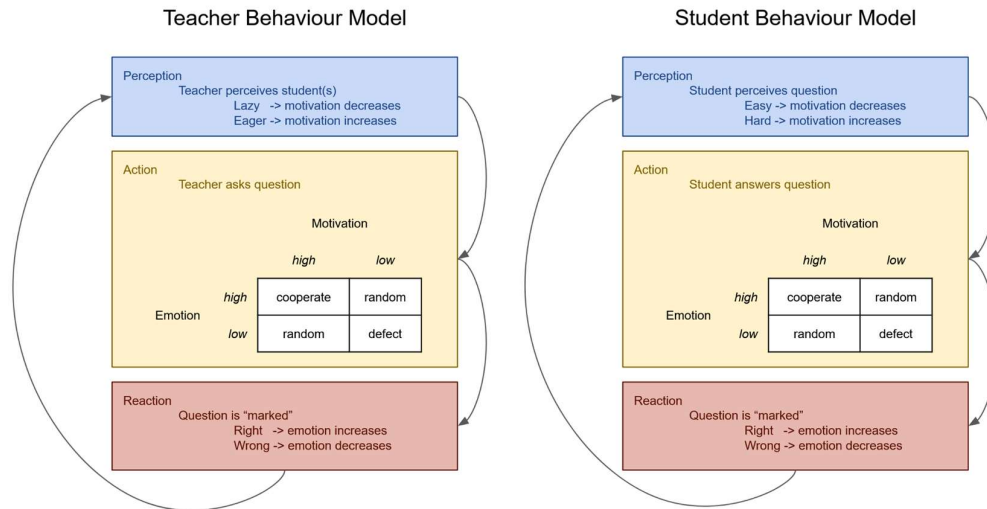 Teacher Behaviour Model
Perception
Teacher perceives student(s)
Lazy -> motivation decreases
Eager -> motivation increases
Action
Teacher asks question
Motivation
high low
high cooperate random
Emotion
low random defect
Reaction
Question is “marked”
Right -> emotion increases
Wrong -> emotion decreases
Student Behaviour Model
Perception
Student perceives question
Easy -> motivation decreases
Hard -> motivation increases
Action
Student answers question
Motivation
high low
high cooperate random
Emotion
low random defect
Reaction
Question is “marked”
Right -> emotion increases
Wrong -> emotion decreases